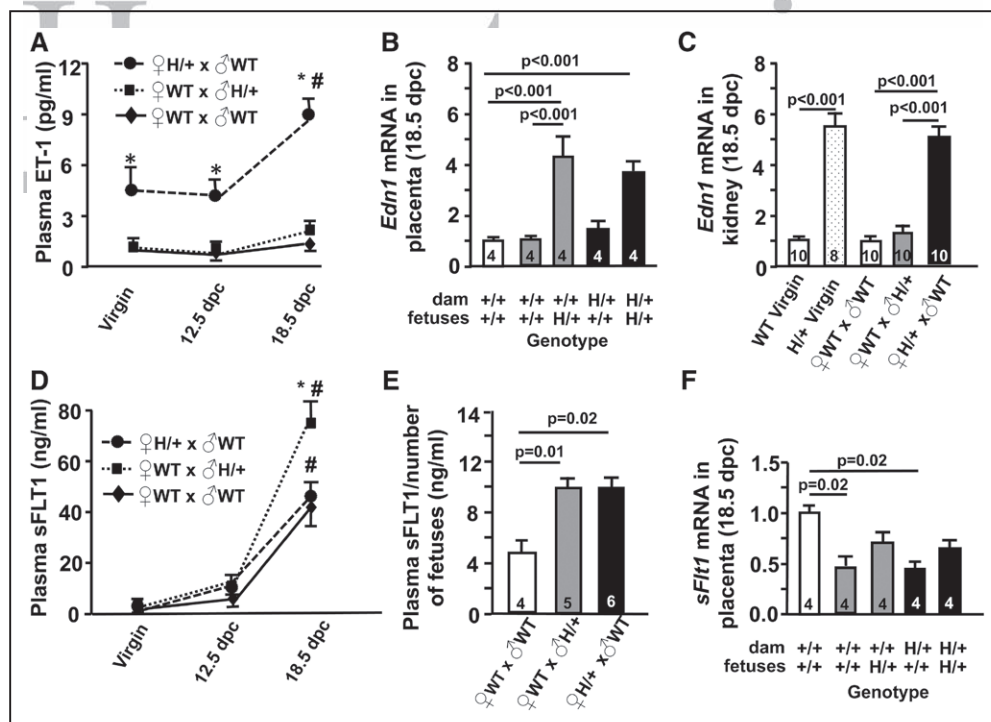 A
Plasma ET-1 (pg/ml)
12
9
6
3
0
♀H/+ x ♂WT
♀WT x ♂H/+
♀WT x ♂WT
*
*
* #
Virgin
12.5 dpc
18.5 dpc
B
Edn1 mRNA in
placenta (18.5 dpc)
8
6
4
2
0
p<0.001
p<0.001
p<0.001
4
4
4
4
4
dam +/+ +/+ +/+ H/+ H/+
fetuses +/+ +/+ H/+ +/+ H/+
Genotype
C
Edn1 mRNA in
kidney (18.5 dpc)
8
6
4
2
0
p<0.001
p<0.001
p<0.001
10
8
10
10
10
WT Virgin
H/+ Virgin
♀WT x ♂WT
♀WT x ♂H/+
♀H/+ x♂WT
D
Plasma sFLT1 (ng/ml)
80
60
40
20
0
♀H/+ x ♂WT
♀WT x ♂H/+
♀WT x ♂WT
* #
#
Virgin
12.5 dpc
18.5 dpc
E
Plasma sFLT1/number
of fetuses (ng/ml)
14
12
8
4
0
p=0.02
p=0.01
4
5
6
♀WT x ♂WT
♀WT x ♂H/+
♀H/+ x♂WT
F
sFlt1 mRNA in
placenta (18.5 dpc)
1.5
1.0
0.5
0.0
p=0.02
p=0.02
4
4
4
4
4
dam +/+ +/+ +/+ H/+ H/+
fetuses +/+ +/+ H/+ +/+ H/+
Genotype